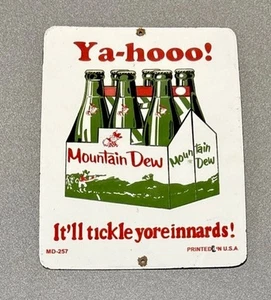 Ya-hooo!
Mountain Dew
Mountain
Dew
It'll tickle yore innards!
MD-257
PRINTED IN U.S.A